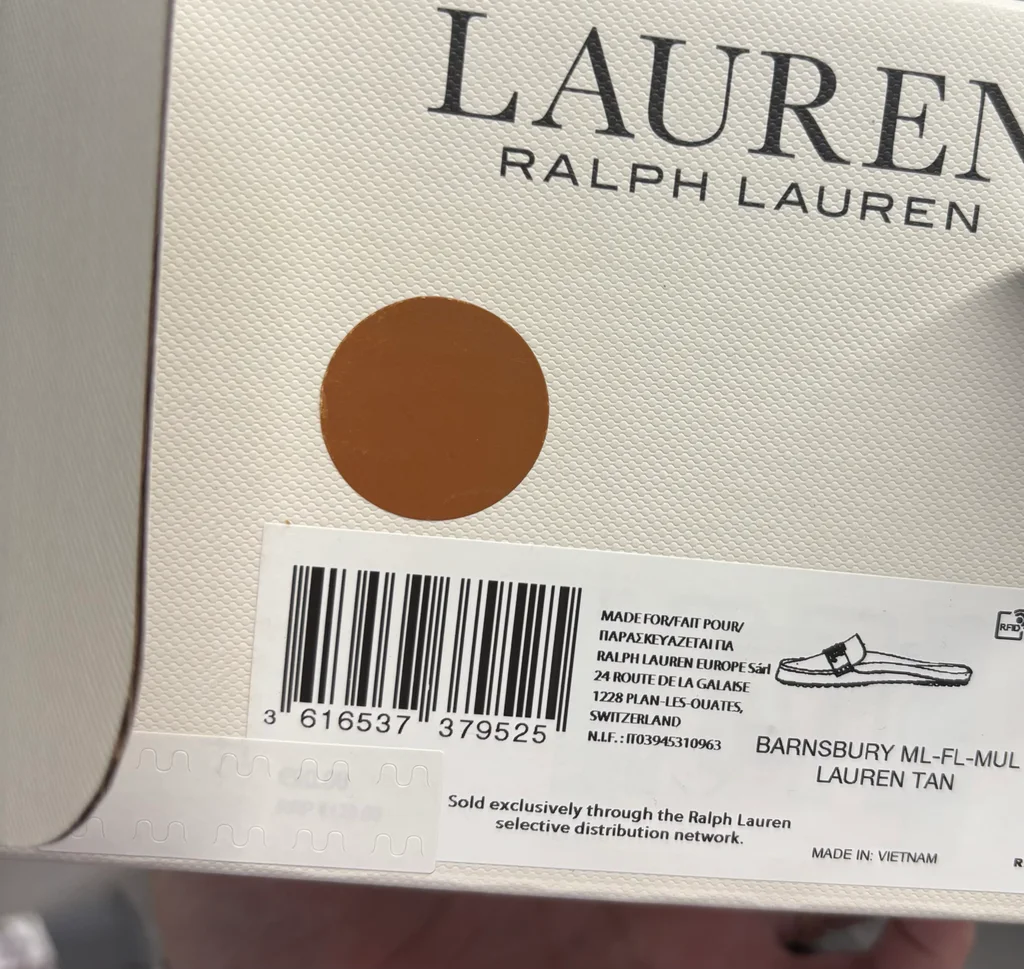 LAUREN
RALPH LAUREN
RFID
MADE FOR/FAIT POUR/
ΠΑΡΑΣΚΕΥΑΖΕΤΑΙ ΓΙΑ
RALPH LAUREN EUROPE Sárl
24 ROUTE DE LA GALAISE
1228 PLAN-LES-OUATES,
SWITZERLAND
N.I.F. : IT03945310963
3 616537 379525
BARNSBURY ML-FL-MUL
LAUREN TAN
Sold exclusively through the Ralph Lauren
selective distribution network.
MADE IN: VIETNAM
R